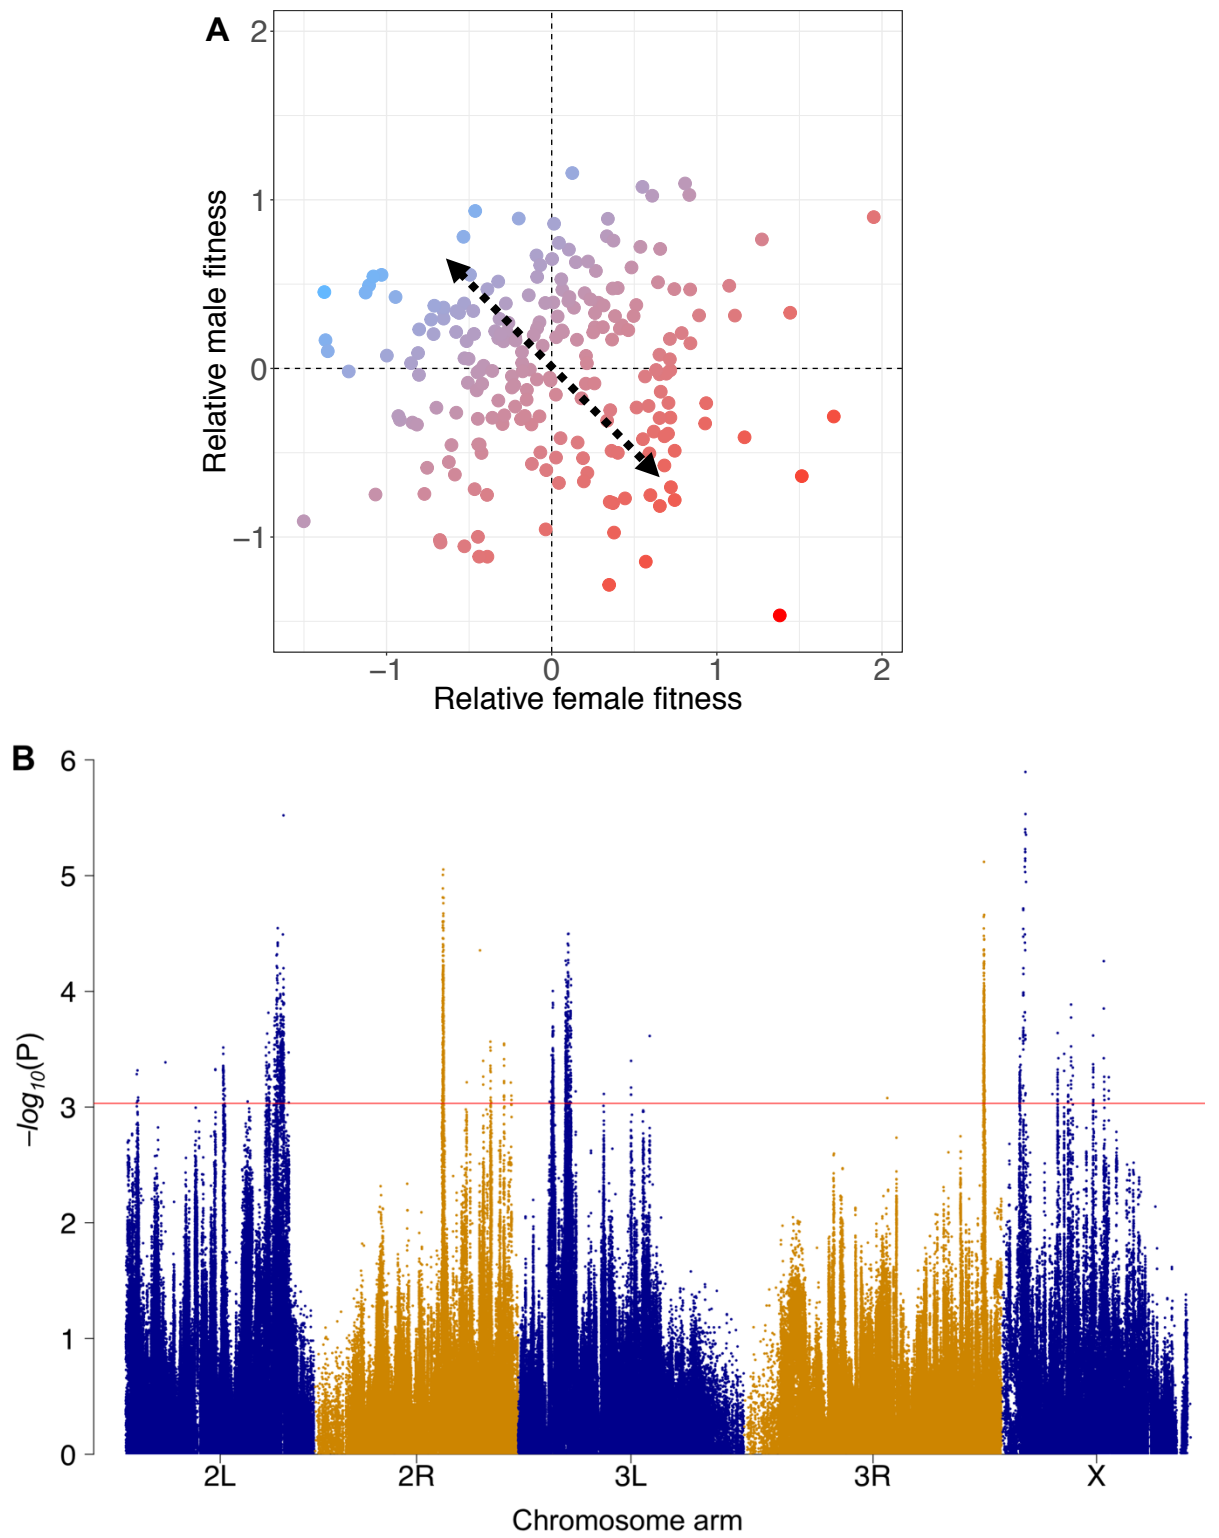 A
2
1
0
−1
Relative male fitness
−1 0 1 2
Relative female fitness
B
6
5
4
3
2
1
0
−log10(P)
2L 2R 3L 3R X
Chromosome arm